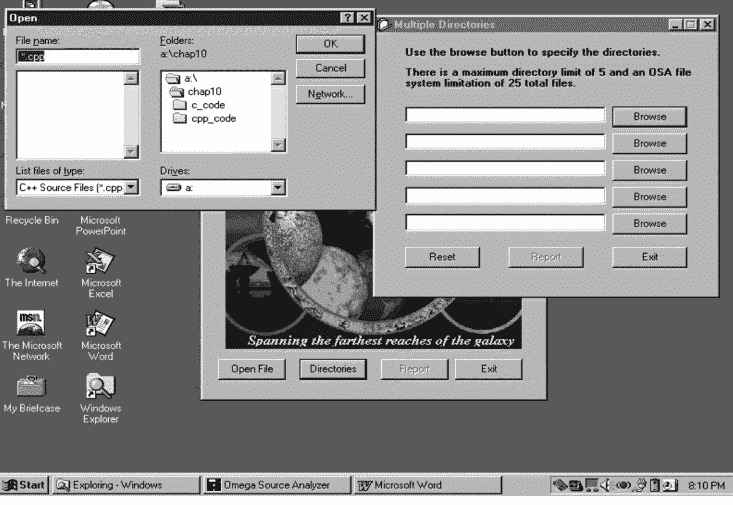 Open
File name:
*.cpp
Folders:
a:\chap10
a:\
chap10
c_code
cpp_code
OK
Cancel
Network...
List files of type:
C++ Source Files (*.cpp
Drives:
a:
Multiple Directories
Use the browse button to specify the directories.
There is a maximum directory limit of 5 and an OSA file
system limitation of 25 total files.
Browse
Browse
Browse
Browse
Browse
Reset
Report
Exit
Recycle Bin
Microsoft
PowerPoint
The Internet
Microsoft
Excel
msn.
The Microsoft
Network
Microsoft
Word
My Briefcase
Windows
Explorer
Spanning the farthest reaches of the galaxy
Open File
Directories
Report
Exit
Start
Exploring - Windows
Omega Source Analyzer
Microsoft Word
8:10 PM